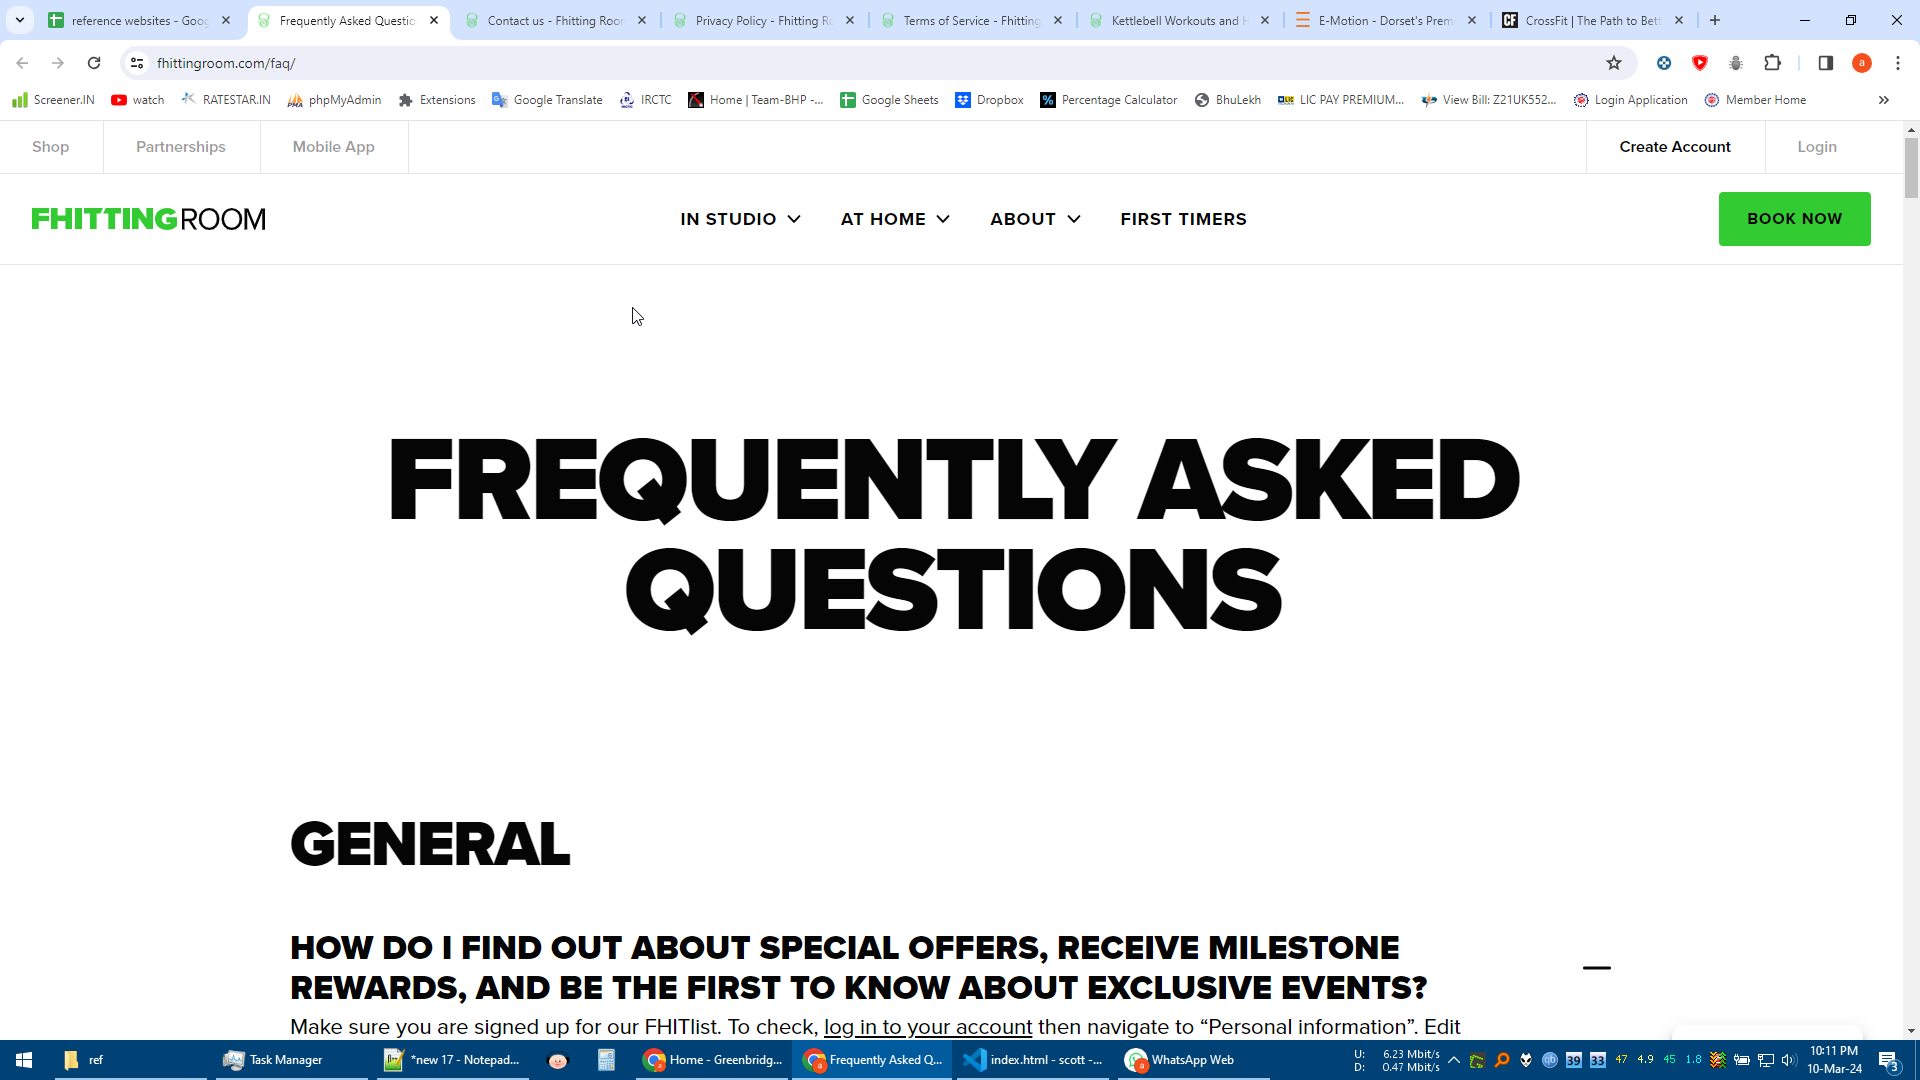 reference websites - Goog
Frequently Asked Questio
Contact us - Fhitting Room
Privacy Policy - Fhitting Ro
Terms of Service - Fhitting
Kettlebell Workouts and H
E-Motion - Dorset's Prem
CrossFit | The Path to Bett
fhittingroom.com/faq/
Screener.IN
watch
RATESTAR.IN
phpMyAdmin
Extensions
Google Translate
IRCTC
Home | Team-BHP -...
Google Sheets
Dropbox
Percentage Calculator
BhuLekh
LIC PAY PREMIUM...
View Bill: Z21UK552...
Login Application
Member Home
Shop
Partnerships
Mobile App
Create Account
Login
FHITTINGROOM
IN STUDIO
AT HOME
ABOUT
FIRST TIMERS
BOOK NOW
FREQUENTLY ASKED
QUESTIONS
GENERAL
HOW DO I FIND OUT ABOUT SPECIAL OFFERS, RECEIVE MILESTONE
REWARDS, AND BE THE FIRST TO KNOW ABOUT EXCLUSIVE EVENTS?
Make sure you are signed up for our FHITlist. To check, log in to your account then navigate to “Personal information”. Edit
ref
Task Manager
*new 17 - Notepad...
Home - Greenbridg...
Frequently Asked Q...
index.html - scott -...
WhatsApp Web
U: 6.23 Mbit/s
D: 0.47 Mbit/s
39
33
47
4.9
45
1.8
10:11 PM
10-Mar-24
3